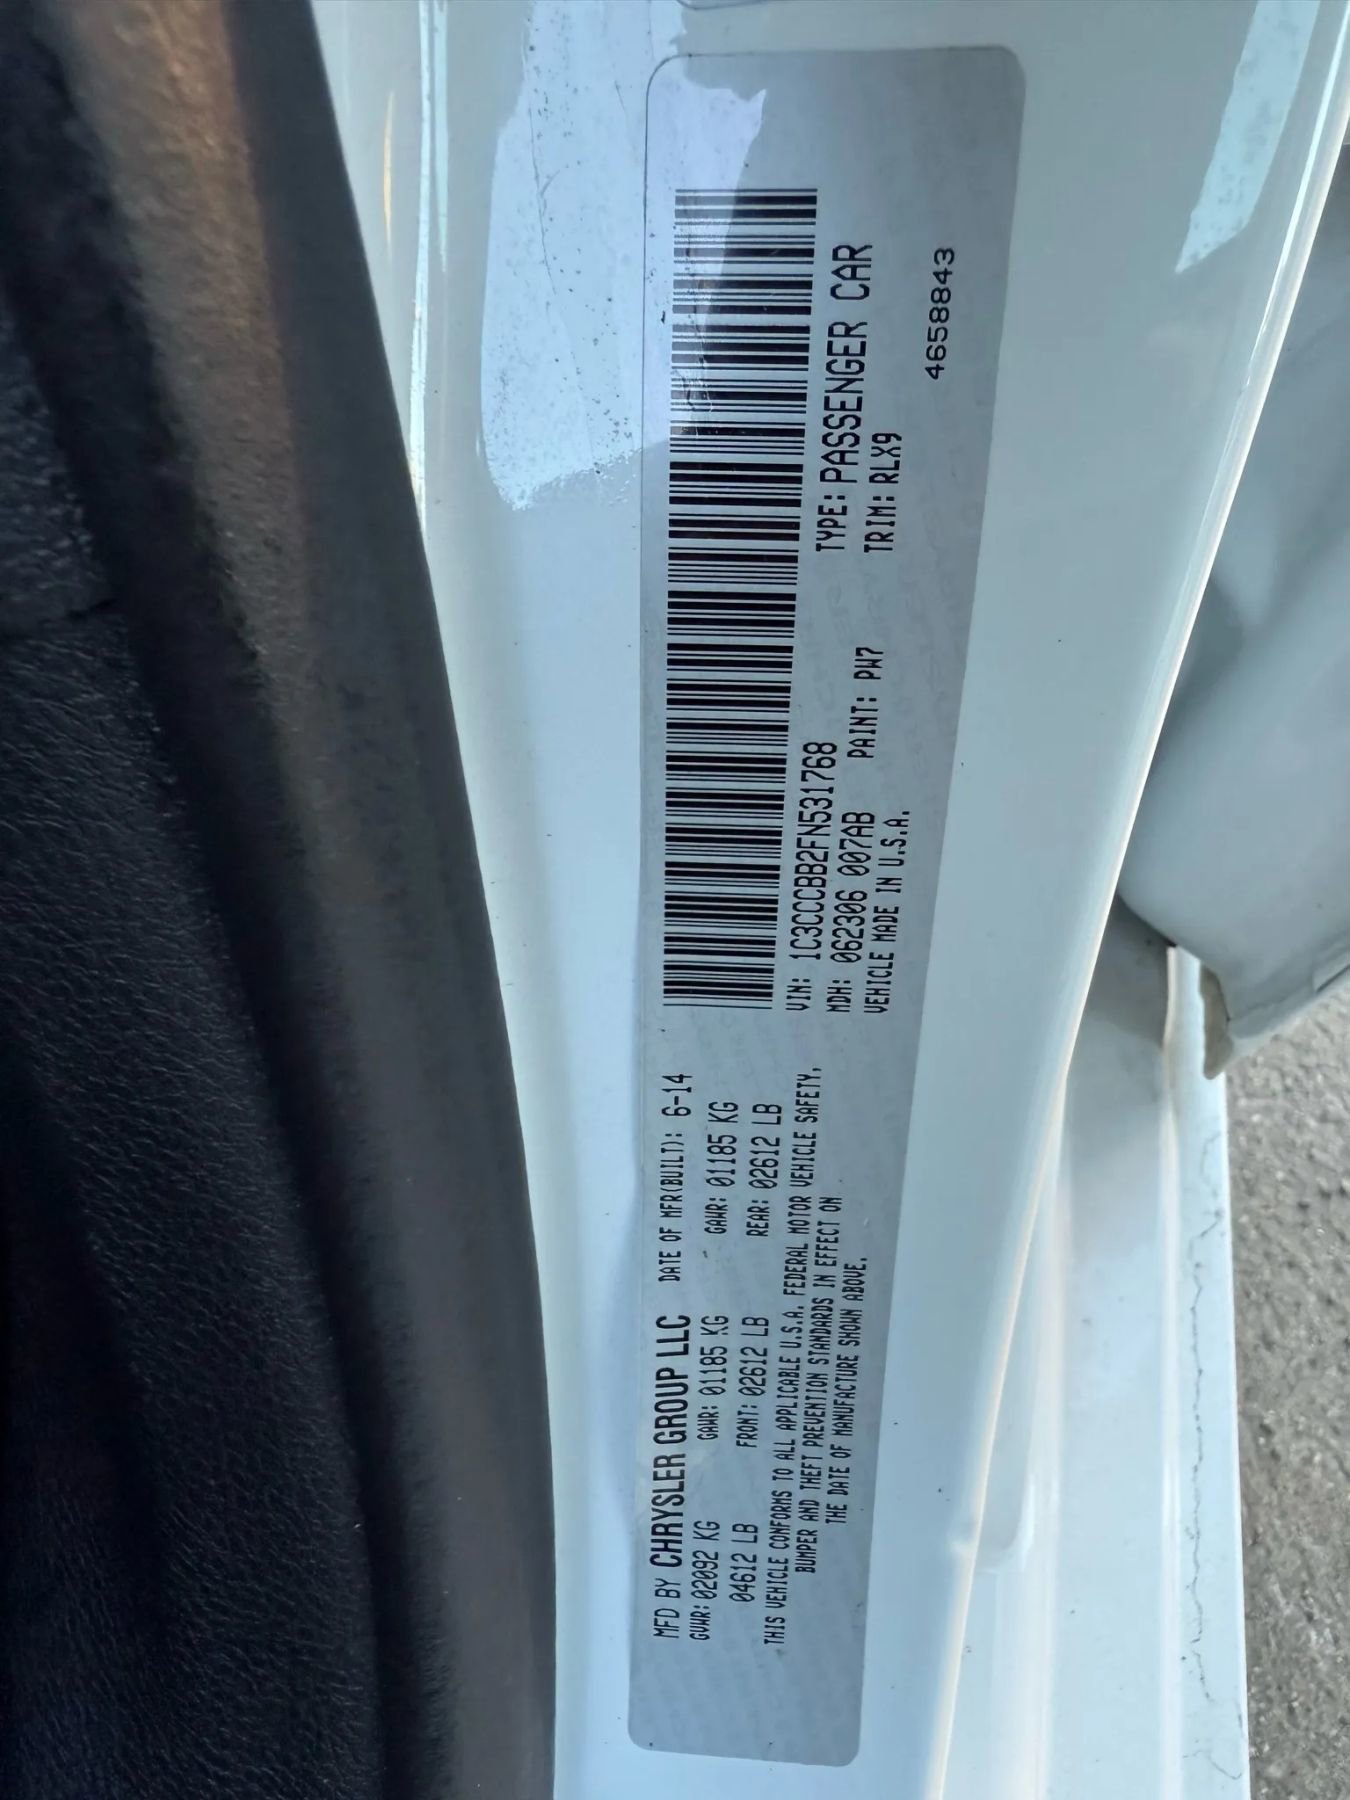 MFD BY CHRYSLER GROUP LLC DATE OF MFR(BUILT): 6-14
GVWR: 02092 KG GAWR: 01185 KG GAWR: 01185 KG
04612 LB FRONT: 02612 LB REAR: 02612 LB
THIS VEHICLE CONFORMS TO ALL APPLICABLE U.S.A. FEDERAL MOTOR VEHICLE SAFETY,
BUMPER AND THEFT PREVENTION STANDARDS IN EFFECT ON
THE DATE OF MANUFACTURE SHOWN ABOVE.
VIN: 1C3CCCBB2FN531768 TYPE: PASSENGER CAR
MDH: 062306 007AB PAINT: PW7 TRIM: RLX9
VEHICLE MADE IN U.S.A.
4658843